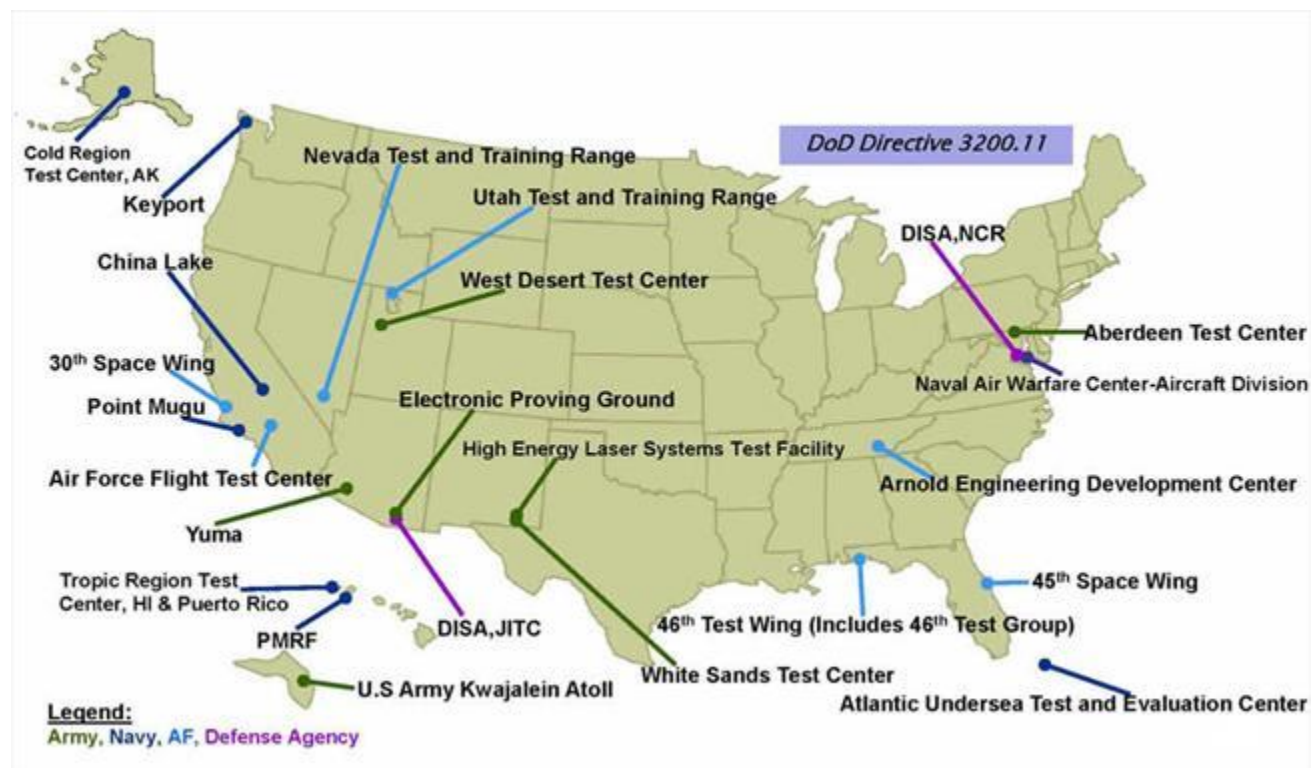 DoD Directive 3200.11
Cold Region
Test Center, AK
Nevada Test and Training Range
Keyport
Utah Test and Training Range
DISA,NCR
China Lake
West Desert Test Center
Aberdeen Test Center
30th Space Wing
Naval Air Warfare Center-Aircraft Division
Point Mugu
Electronic Proving Ground
High Energy Laser Systems Test Facility
Air Force Flight Test Center
Arnold Engineering Development Center
Yuma
Tropic Region Test
Center, HI & Puerto Rico
45th Space Wing
PMRF
DISA,JITC
46th Test Wing (Includes 46th Test Group)
White Sands Test Center
U.S Army Kwajalein Atoll
Atlantic Undersea Test and Evaluation Center
Legend:
Army, Navy, AF, Defense Agency